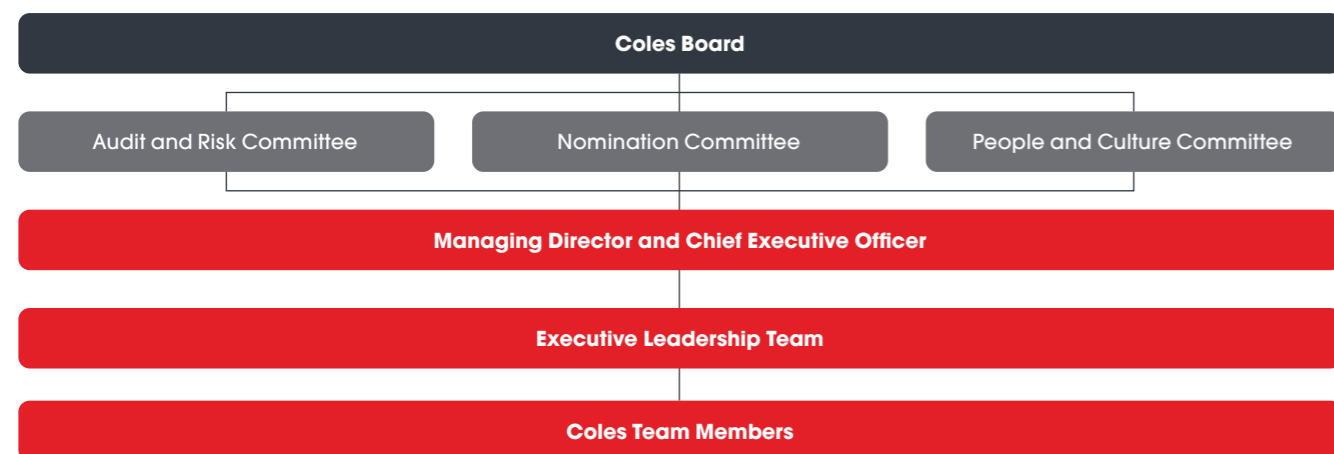 Coles Board
Audit and Risk Committee
Nomination Committee
People and Culture Committee
Managing Director and Chief Executive Officer
Executive Leadership Team
Coles Team Members